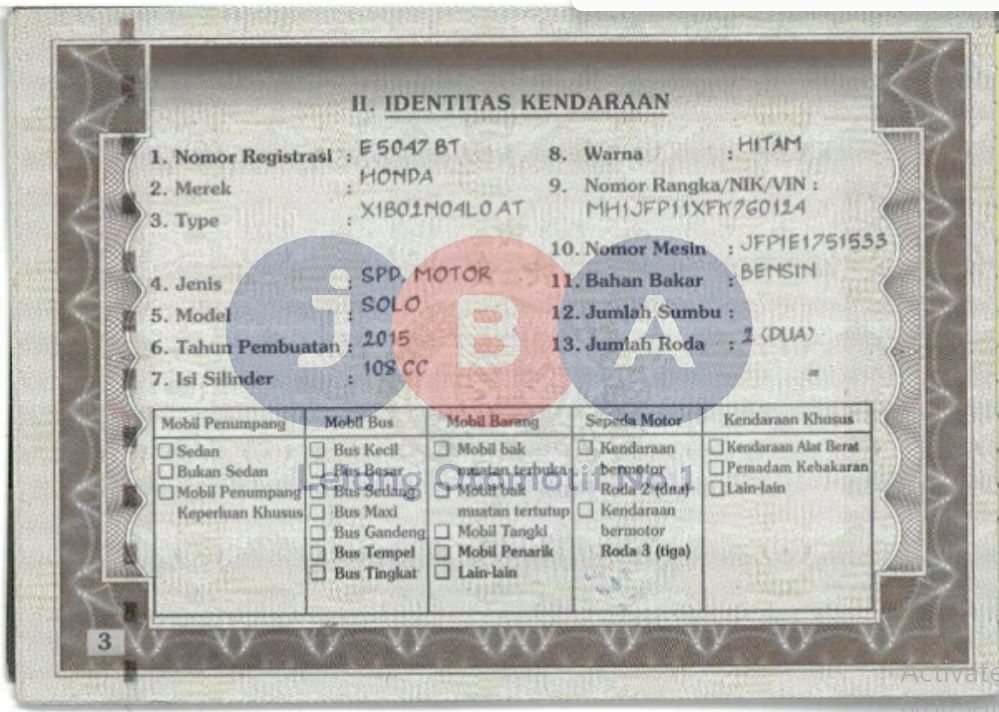 II. IDENTITAS KENDARAAN
1. Nomor Registrasi : E 5047 BT
2. Merek : HONDA
3. Type : X1B02N04L0 AT
4. Jenis : SPD. MOTOR
5. Model : SOLO
6. Tahun Pembuatan : 2015
7. Isi Silinder : 108 CC
8. Warna : HITAM
9. Nomor Rangka/NIK/VIN :
MH1JFP11XFK760124
10. Nomor Mesin : JFP1E1751533
11. Bahan Bakar : BENSIN
12. Jumlah Sumbu :
13. Jumlah Roda : 2 (DUA)
=
jBA
Lelang Otomotif No.1
Mobil Penumpang
Sedan
Bukan Sedan
Mobil Penumpang
Keperluan Khusus
Mobil Bus
Bus Kecil
Bus Besar
Bus Sedang
Bus Maxi
Bus Gandeng
Bus Tempel
Bus Tingkat
Mobil Barang
Mobil bak
muatan terbuka
Mobil bak
muatan tertutup
Mobil Tangki
Mobil Penarik
Lain-lain
Sepeda Motor
Kendaraan
bermotor
Roda 2 (dua)
Kendaraan
bermotor
Roda 3 (tiga)
Kendaraan Khusus
Kendaraan Alat Berat
Pemadam Kebakaran
Lain-lain
3
Activate